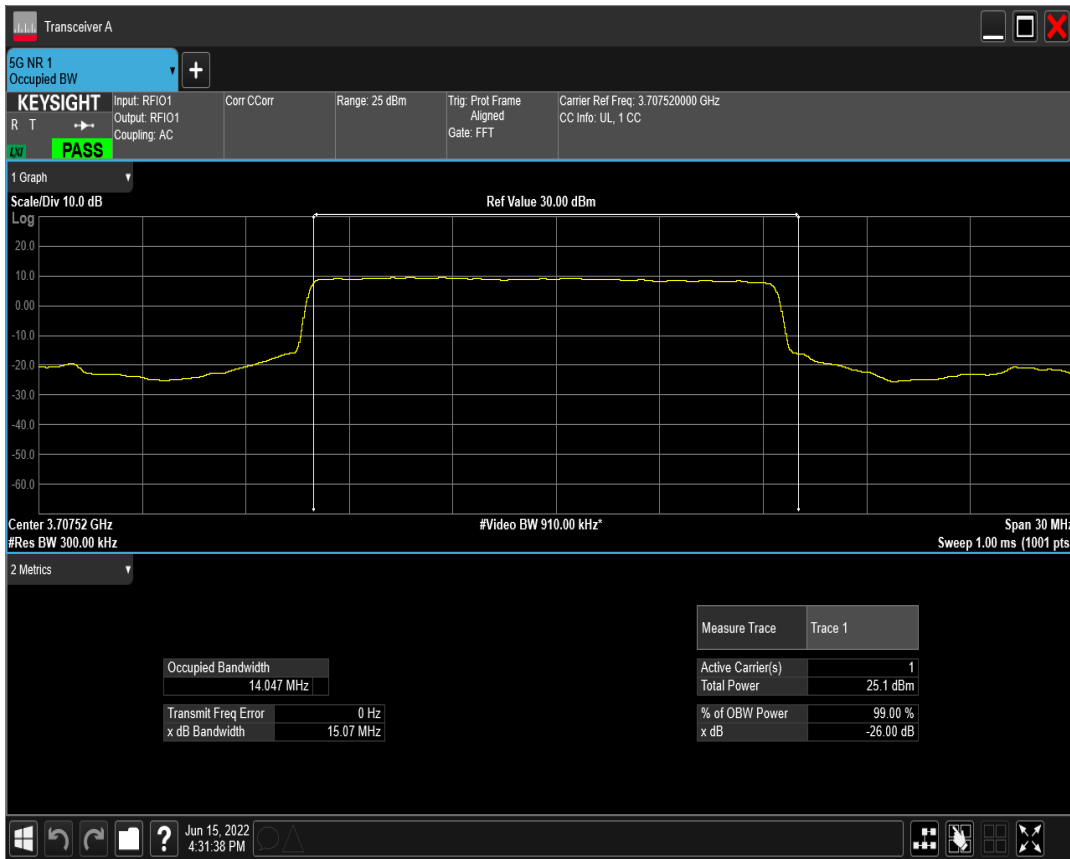 Transceiver A
5G NR 1
Occupied BW
KEYSIGHT
R T
LXI
PASS
Input: RFIO1
Output: RFIO1
Coupling: AC
Corr CCorr
Range: 25 dBm
Trig: Prot Frame
Aligned
Gate: FFT
Carrier Ref Freq: 3.707520000 GHz
CC Info: UL, 1 CC
1 Graph
Scale/Div 10.0 dB
Ref Value 30.00 dBm
Log
20.0
10.0
0.00
-10.0
-20.0
-30.0
-40.0
-50.0
-60.0
Center 3.70752 GHz
#Video BW 910.00 kHz*
Span 30 MHz
#Res BW 300.00 kHz
Sweep 1.00 ms (1001 pts
2 Metrics
Measure Trace Trace 1
Occupied Bandwidth
14.047 MHz
Active Carrier(s) 1
Total Power 25.1 dBm
Transmit Freq Error 0 Hz
x dB Bandwidth 15.07 MHz
% of OBW Power 99.00 %
x dB -26.00 dB
?
Jun 15, 2022
4:31:38 PM